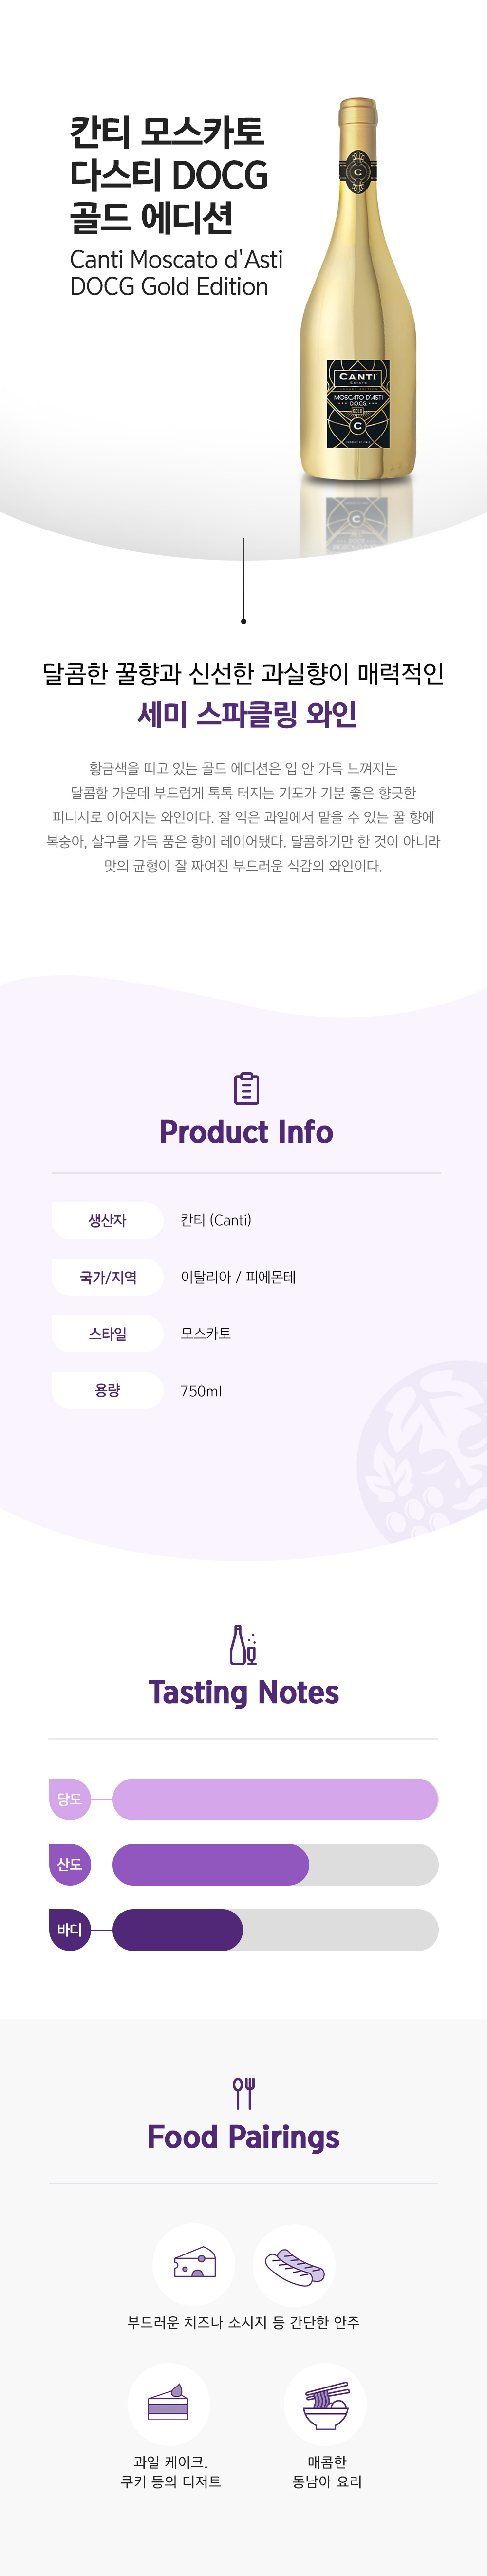 칸티 모스카토
다스티 DOCG
골드 에디션
Canti Moscato d'Asti
DOCG Gold Edition
C
CANTI
MOSCATO D'ASTI
D.O.C.G
C
달콤한 꿀향과 신선한 과실향이 매력적인
세미 스파클링 와인
황금색을 띠고 있는 골드 에디션은 입 안 가득 느껴지는
달콤함 가운데 부드럽게 톡톡 터지는 기포가 기분 좋은 향긋한
피니시로 이어지는 와인이다. 잘 익은 과일에서 맡을 수 있는 꿀 향에
복숭아, 살구를 가득 품은 향이 레이어됐다. 달콤하기만 한 것이 아니라
맛의 균형이 잘 짜여진 부드러운 식감의 와인이다.
Product Info
생산자 칸티 (Canti)
국가/지역 이탈리아 / 피에몬테
스타일 모스카토
용량 750ml
Tasting Notes
당도
산도
바디
Food Pairings
부드러운 치즈나 소시지 등 간단한 안주
과일 케이크.
쿠키 등의 디저트
매콤한
동남아 요리